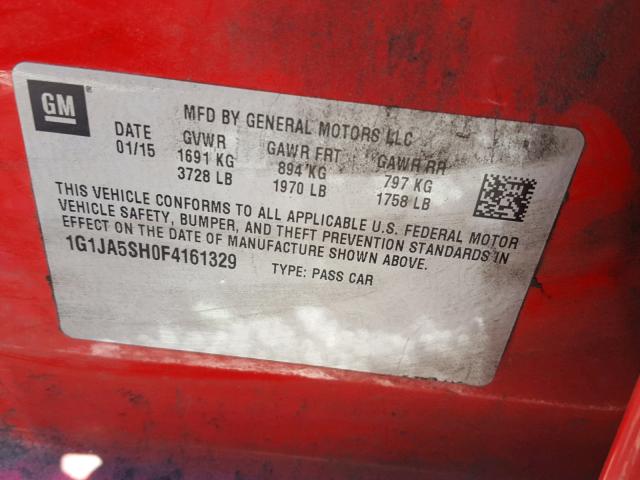 GM
®
MFD BY GENERAL MOTORS LLC
DATE GVWR GAWR FRT GAWR RR
01/15 1691 KG 894 KG 797 KG
3728 LB 1970 LB 1758 LB
THIS VEHICLE CONFORMS TO ALL APPLICABLE U.S. FEDERAL MOTOR
VEHICLE SAFETY, BUMPER, AND THEFT PREVENTION STANDARDS IN
EFFECT ON THE DATE OF MANUFACTURE SHOWN ABOVE.
1G1JA5SH0F4161329 TYPE: PASS CAR